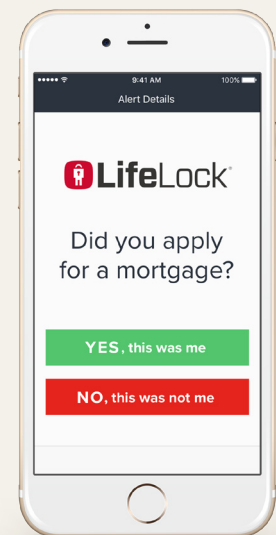 9:41 AM
100%
Alert Details
LifeLock
Did you apply
for a mortgage?
YES, this was me
NO, this was not me